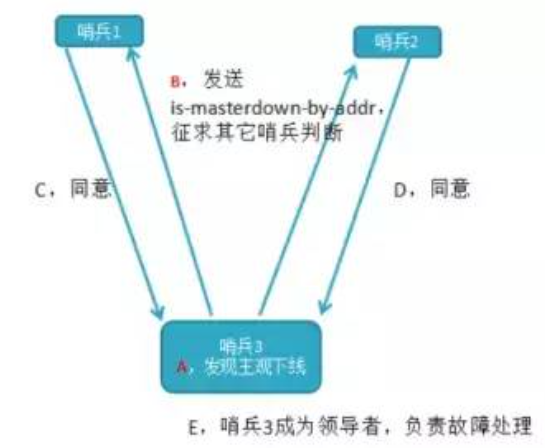 哨兵1
哨兵2
B，发送
is-masterdown-by-addr，
征求其它哨兵判断
C，同意
D，同意
哨兵3
A，发观主观下线
E，哨兵3成为领导者，负责故障处理